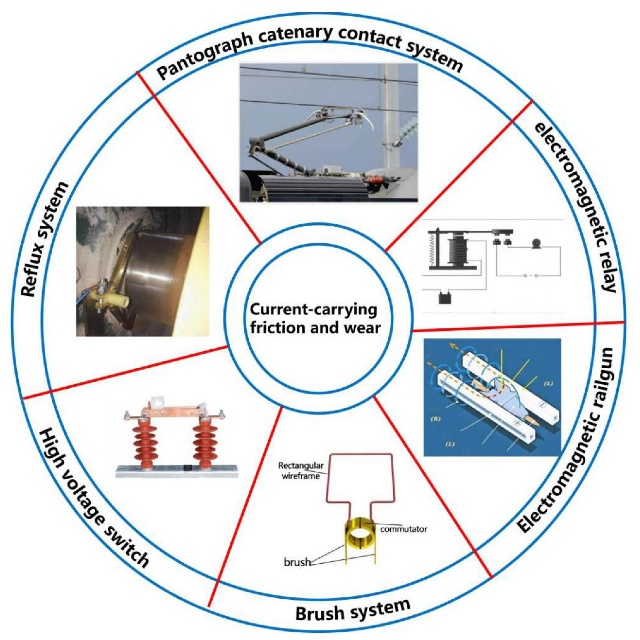 Pantograph catenary contact system
electromagnetic relay
Electromagnetic railgun
Brush system
High voltage switch
Reflux system
Current-carrying
friction and wear
Rectangular
wireframe
commutator
brush
(L)
(R)
(L)